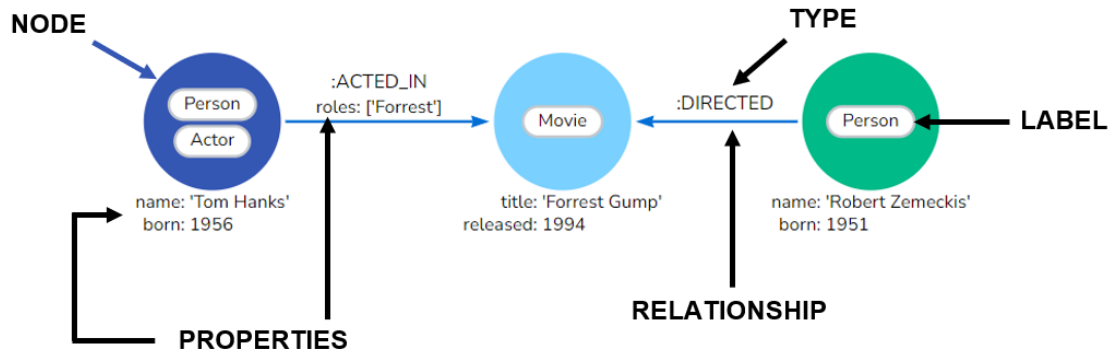 NODE
TYPE
:ACTED_IN
roles: ['Forrest']
:DIRECTED
Person
Actor
Movie
Person
LABEL
name: 'Tom Hanks'
born: 1956
title: 'Forrest Gump'
released: 1994
name: 'Robert Zemeckis'
born: 1951
RELATIONSHIP
PROPERTIES